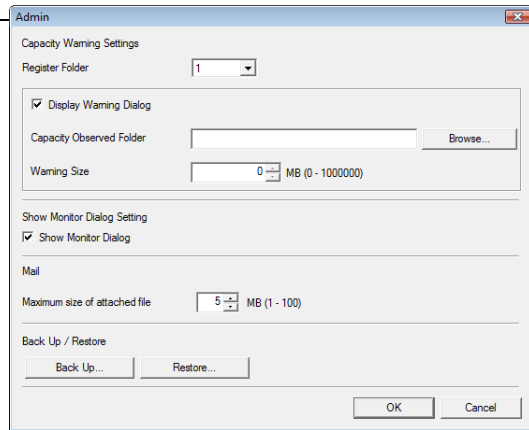 Admin
Capacity Warning Settings
Register Folder 1
Display Warning Dialog
Capacity Observed Folder Browse...
Warning Size 0 MB (0 - 1000000)
Show Monitor Dialog Setting
Show Monitor Dialog
Mail
Maximum size of attached file 5 MB (1 - 100)
Back Up / Restore
Back Up... Restore...
OK Cancel